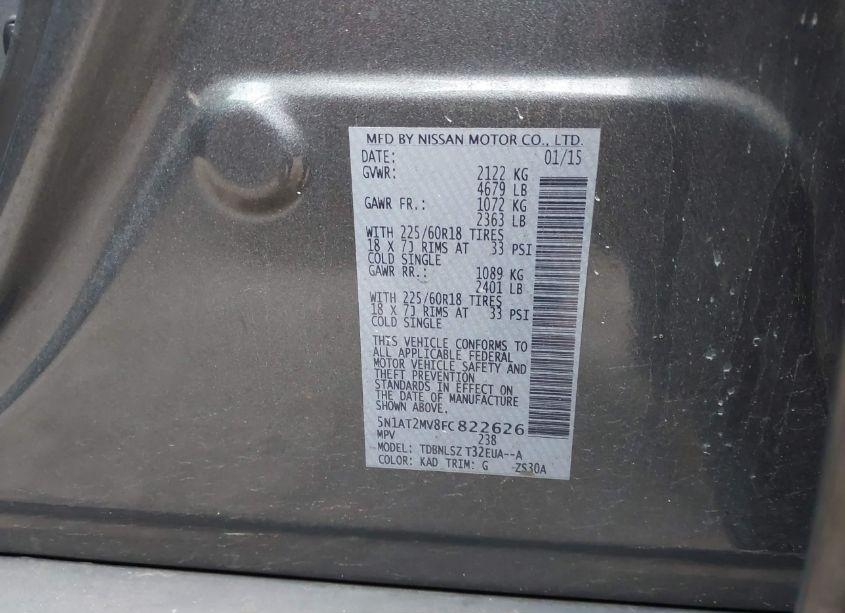 MFD BY NISSAN MOTOR CO., LTD.
DATE: 01/15
GVWR: 2122 KG
4679 LB
GAWR FR.: 1072 KG
2363 LB
WITH 225/60R18 TIRES
18 X 7J RIMS AT 33 PSI
COLD SINGLE
GAWR RR.: 1089 KG
2401 LB
WITH 225/60R18 TIRES
18 X 7J RIMS AT 33 PSI
COLD SINGLE
THIS VEHICLE CONFORMS TO
ALL APPLICABLE FEDERAL
MOTOR VEHICLE SAFETY AND
THEFT PREVENTION
STANDARDS IN EFFECT ON
THE DATE OF MANUFACTURE
SHOWN ABOVE.
5N1AT2MV8FC822626
MPV 238
MODEL: TDBNLSZ T32EUA--A
COLOR: KAD TRIM: G -ZS30A